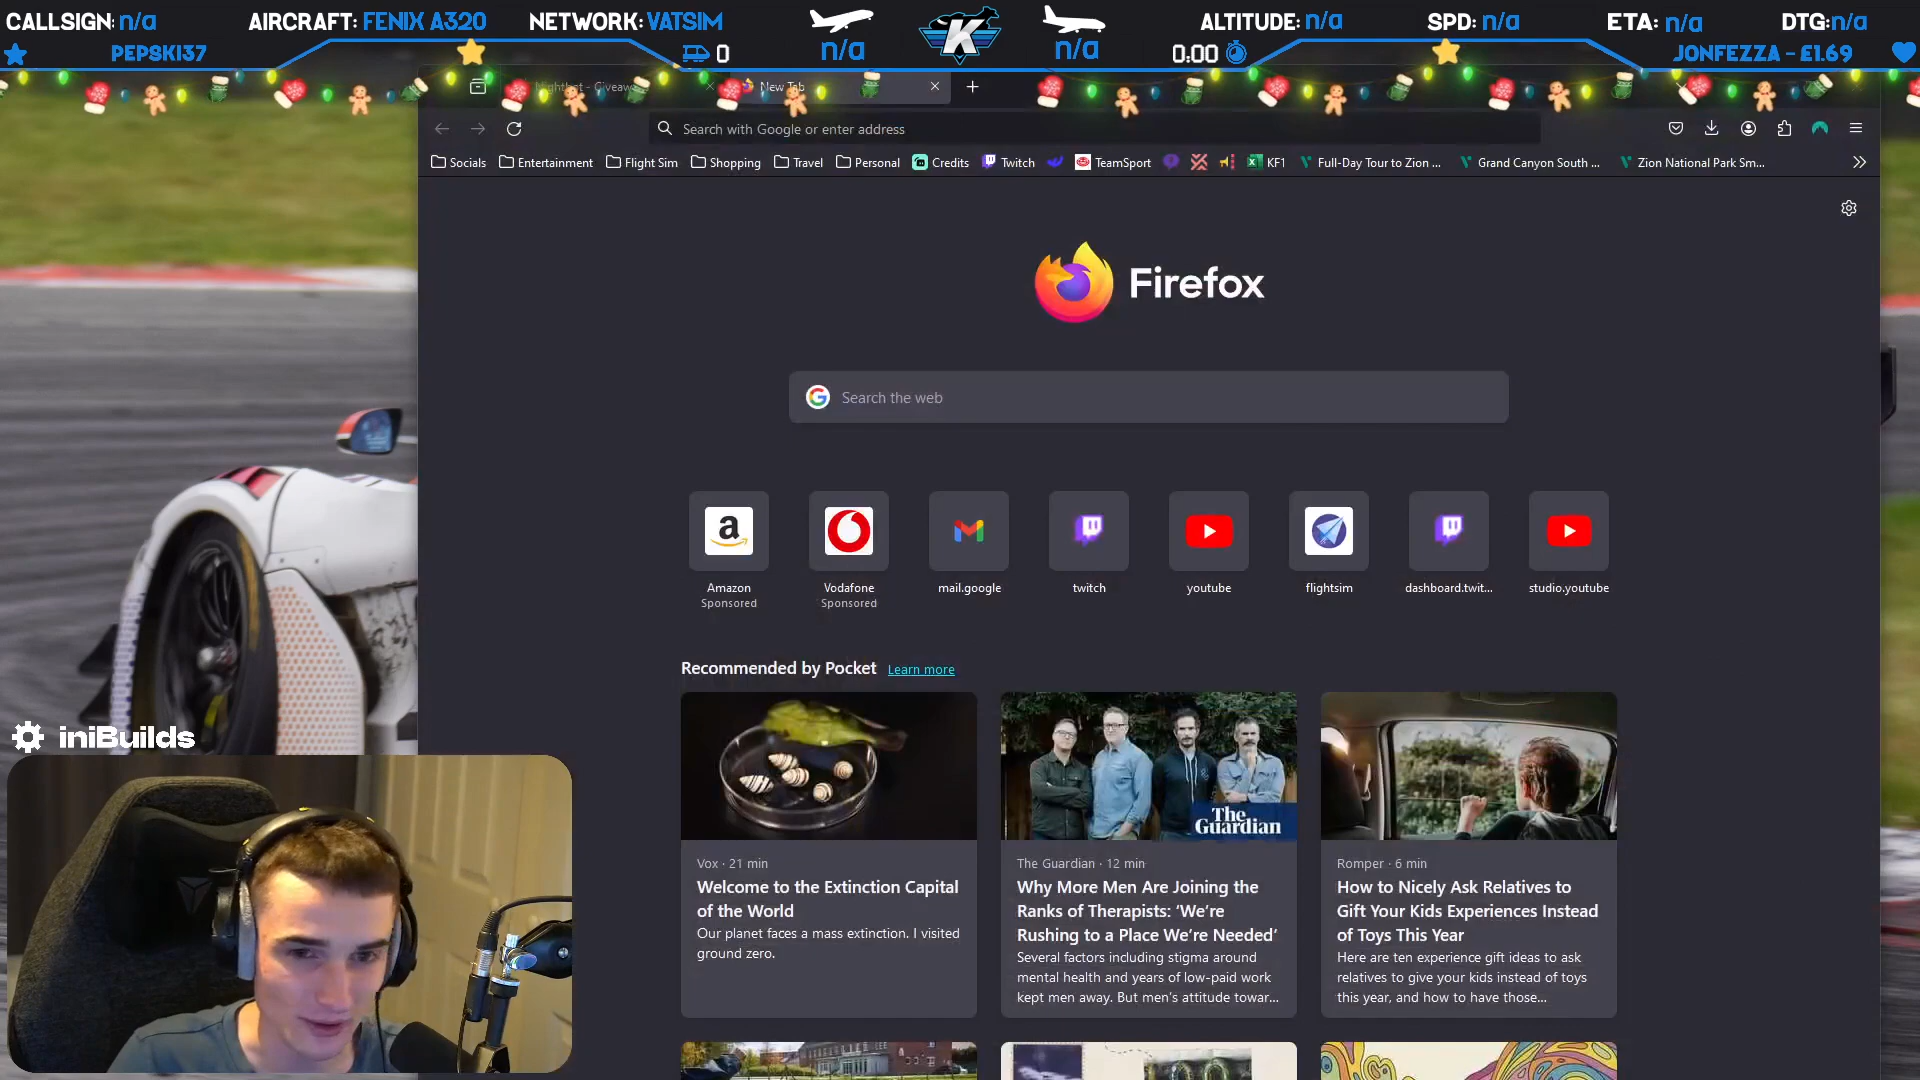 CALLSIGN: n/a
AIRCRAFT: FENIX A320
NETWORK: VATSIM
n/a
K
n/a
ALTITUDE: n/a
SPD: n/a
ETA: n/a
DTG:n/a
PEPSKI37
0
0:00
JONFEZZA - £1.69
Nightbot - Giveaw
New Tab
Search with Google or enter address
Socials
Entertainment
Flight Sim
Shopping
Travel
Personal
Credits
Twitch
TeamSport
KF1
Full-Day Tour to Zion ...
Grand Canyon South ...
Zion National Park Sm...
Firefox
Search the web
a
Amazon
Sponsored
Vodafone
Sponsored
mail.google
twitch
youtube
flightsim
dashboard.twit...
studio.youtube
Recommended by Pocket Learn more
The
Guardian
Vox · 21 min
Welcome to the Extinction Capital
of the World
Our planet faces a mass extinction. I visited
ground zero.
The Guardian · 12 min
Why More Men Are Joining the
Ranks of Therapists: ‘We’re
Rushing to a Place We’re Needed’
Several factors including stigma around
mental health and years of low-paid work
kept men away. But men’s attitude towar...
Romper · 6 min
How to Nicely Ask Relatives to
Gift Your Kids Experiences Instead
of Toys This Year
Here are ten experience gift ideas to ask
relatives to give your kids instead of toys
this year, and how to have those...
iniBuilds